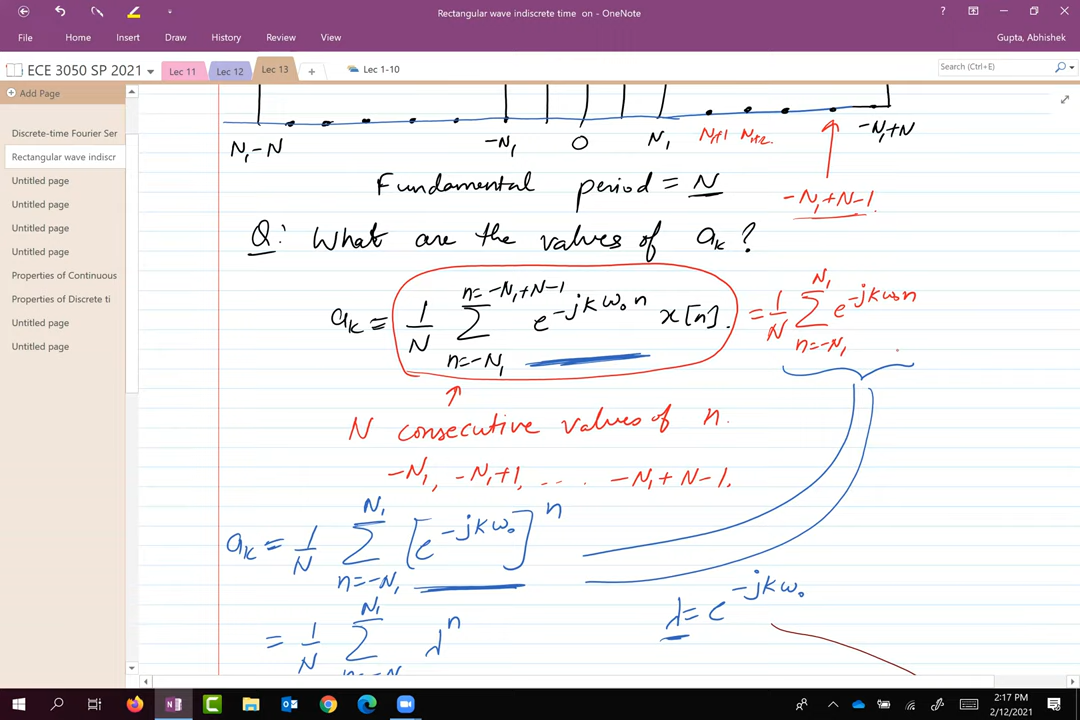 Rectangular wave indiscrete time on - OneNote
Gupta, Abhishek
File Home Insert Draw History Review View
ECE 3050 SP 2021 Lec 11 Lec 12 Lec 13 + Lec 1-10
Search (Ctrl+E)
Add Page
Discrete-time Fourier Ser
Rectangular wave indiscr
Untitled page
Untitled page
Untitled page
Untitled page
Properties of Continuous
Properties of Discrete ti
Untitled page
Untitled page
N₁-N -N₁ 0 N₁ N₁+1 N₁+2 -N₁+N
Fundamental period = N
-N₁+N-1
Q: What are the values of aₖ?
aₖ = 1/N ∑_{n=-N₁}^{n=-N₁+N-1} e^{-jkω₀n} x[n]. = 1/N ∑_{n=-N₁}^{N₁} e^{-jkω₀n}
N consecutive values of n.
-N₁, -N₁+1, .... -N₁+N-1.
aₖ = 1/N ∑_{n=-N₁}^{N₁} [e^{-jkω₀}]^n
λ = e^{-jkω₀}
= 1/N ∑_{n=-N₁}^{N₁} λ^n
2:17 PM
2/12/2021